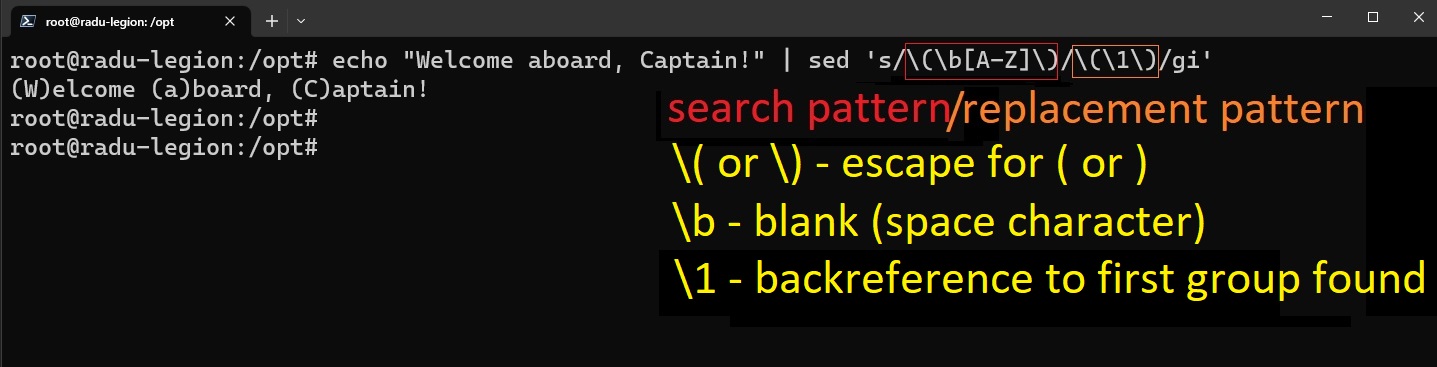 root@radu-legion: /opt
root@radu-legion:/opt# echo "Welcome aboard, Captain!" | sed 's/\(\b[A-Z]\)/\(\1\)/gi'
(W)elcome (a)board, (C)aptain!
root@radu-legion:/opt#
root@radu-legion:/opt#
search pattern/replacement pattern
\( or \) - escape for ( or )
\b - blank (space character)
\1 - backreference to first group found